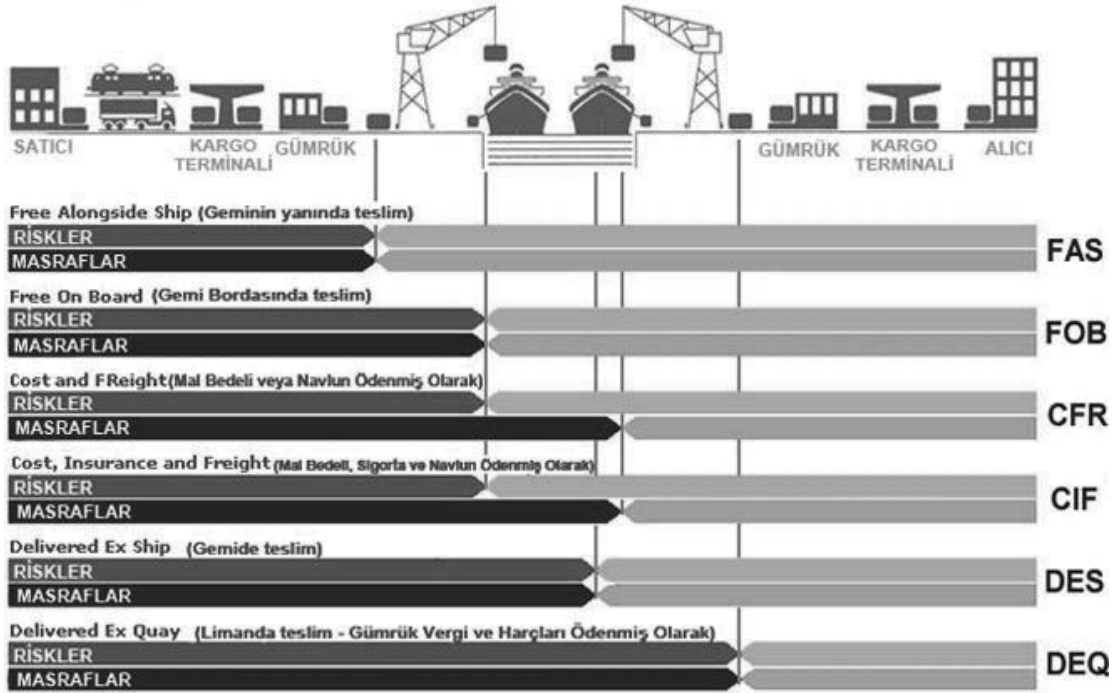 SATICI
KARGO TERMİNALİ
GÜMRÜK
GÜMRÜK
KARGO TERMİNALİ
ALICI
Free Alongside Ship (Geminin yanında teslim)
RİSKLER
MASRAFLAR
FAS
Free On Board (Gemi Bordasında teslim)
RİSKLER
MASRAFLAR
FOB
Cost and FReight(Mal Bedeli veya Navlun Ödenmiş Olarak)
RİSKLER
MASRAFLAR
CFR
Cost, Insurance and Freight (Mal Bedeli, Sigorta ve Navlun Ödenmiş Olarak)
RİSKLER
MASRAFLAR
CIF
Delivered Ex Ship (Gemide teslim)
RİSKLER
MASRAFLAR
DES
Delivered Ex Quay (Limanda teslim - Gümrük Vergi ve Harçları Ödenmiş Olarak)
RİSKLER
MASRAFLAR
DEQ